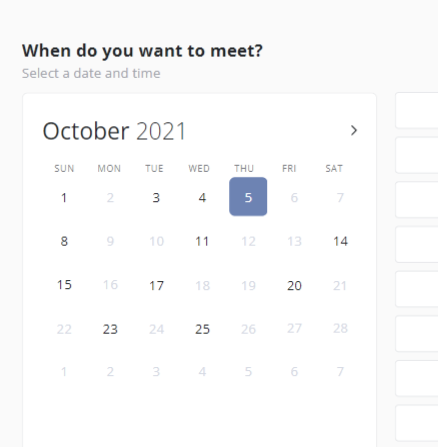 When do you want to meet?
Select a date and time
October 2021 >
SUN MON TUE WED THU FRI SAT
1 2 3 4 5 6 7
8 9 10 11 12 13 14
15 16 17 18 19 20 21
22 23 24 25 26 27 28
1 2 3 4 5 6 7